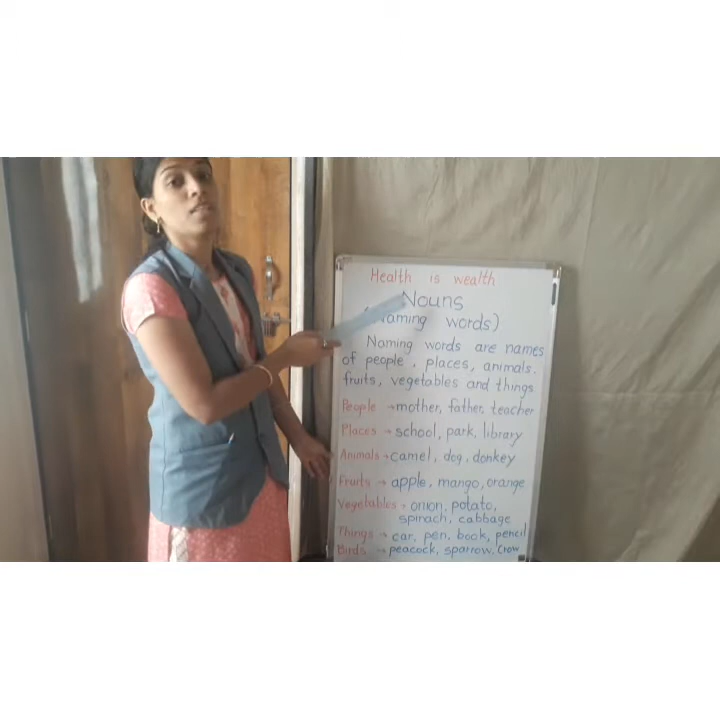 Health is wealth
Nouns
(Naming words)
Naming words are names
of people, places, animals.
fruits, vegetables and things
People → mother, father, teacher
Places → school, park, library
Animals → camel, dog, donkey
Fruits → apple, mango, orange
Vegetables → onion, potato,
spinach, cabbage
Things → car, pen, book, pencil
Birds → peacock, sparrow, Crow